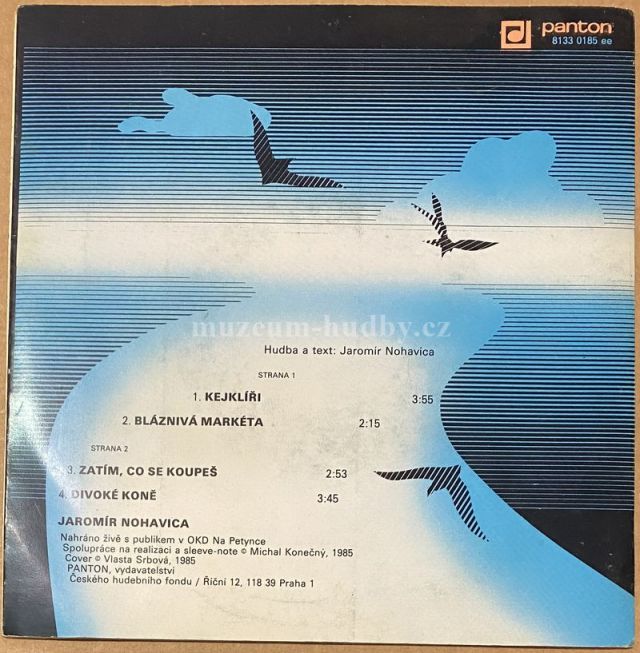 panton
8133 0185 ee
muzeum-hudby.cz
Hudba a text: Jaromír Nohavica
STRANA 1
1. KEJKLÍŘI 3:55
2. BLÁZNIVÁ MARKÉTA 2:15
STRANA 2
3. ZATÍM, CO SE KOUPEŠ 2:53
4. DIVOKÉ KONĚ 3:45
JAROMÍR NOHAVICA
Nahráno živě s publikem v OKD Na Petynce
Spolupráce na realizaci a sleeve-note © Michal Konečný, 1985
Cover © Vlasta Srbová, 1985
PANTON, vydavatelství
Českého hudebního fondu / Říční 12, 118 39 Praha 1